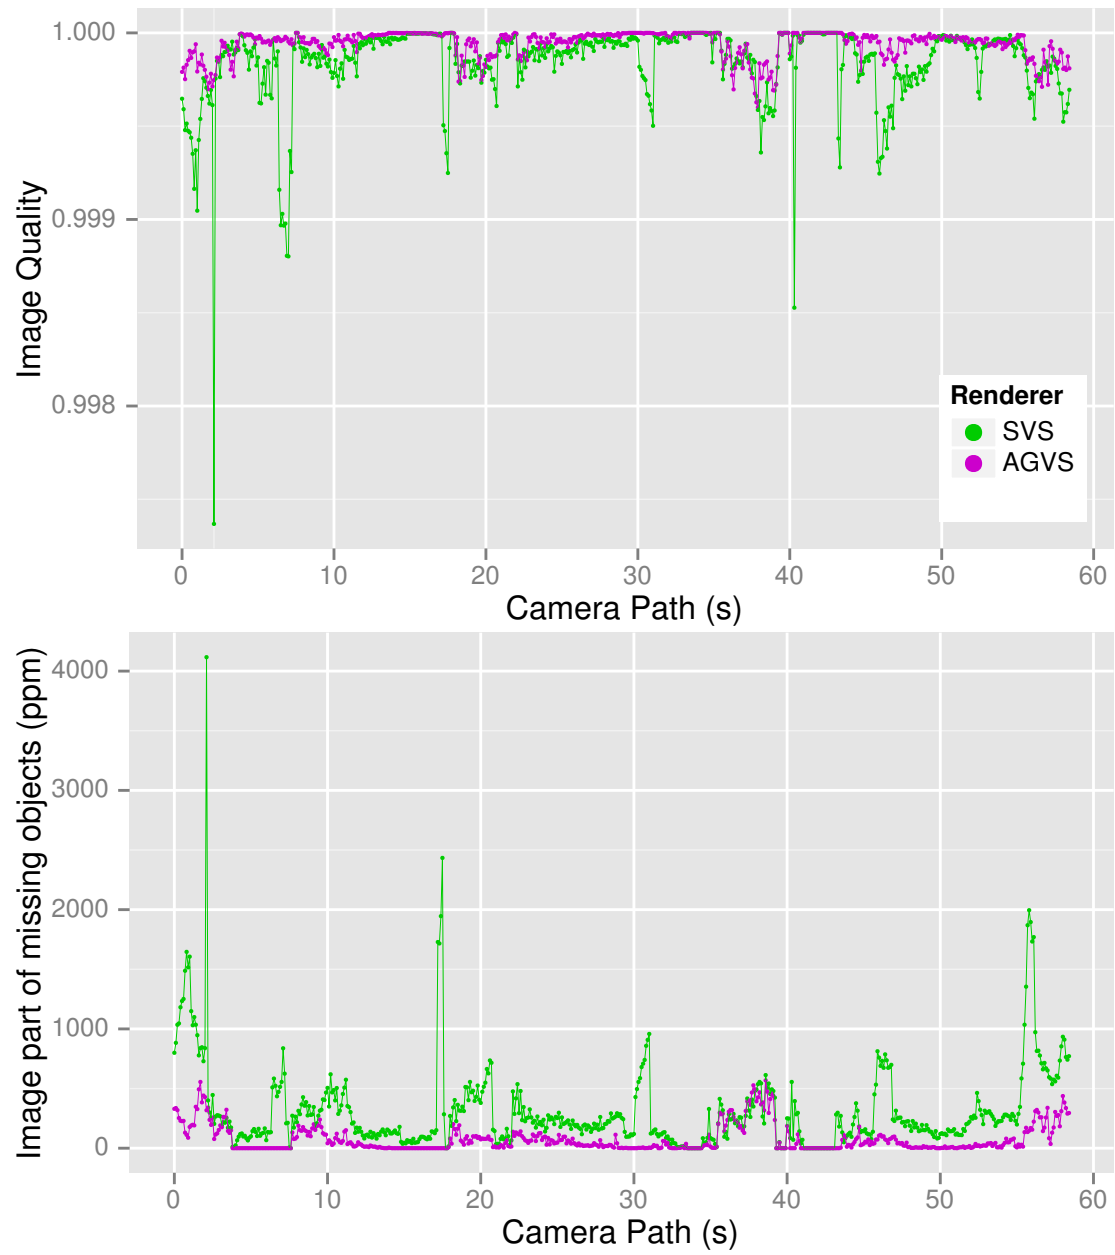 1.000
0.999
0.998
Image Quality
Renderer
SVS
AGVS
0 10 20 30 40 50 60
Camera Path (s)
4000
3000
2000
1000
0
Image part of missing objects (ppm)
0 10 20 30 40 50 60
Camera Path (s)